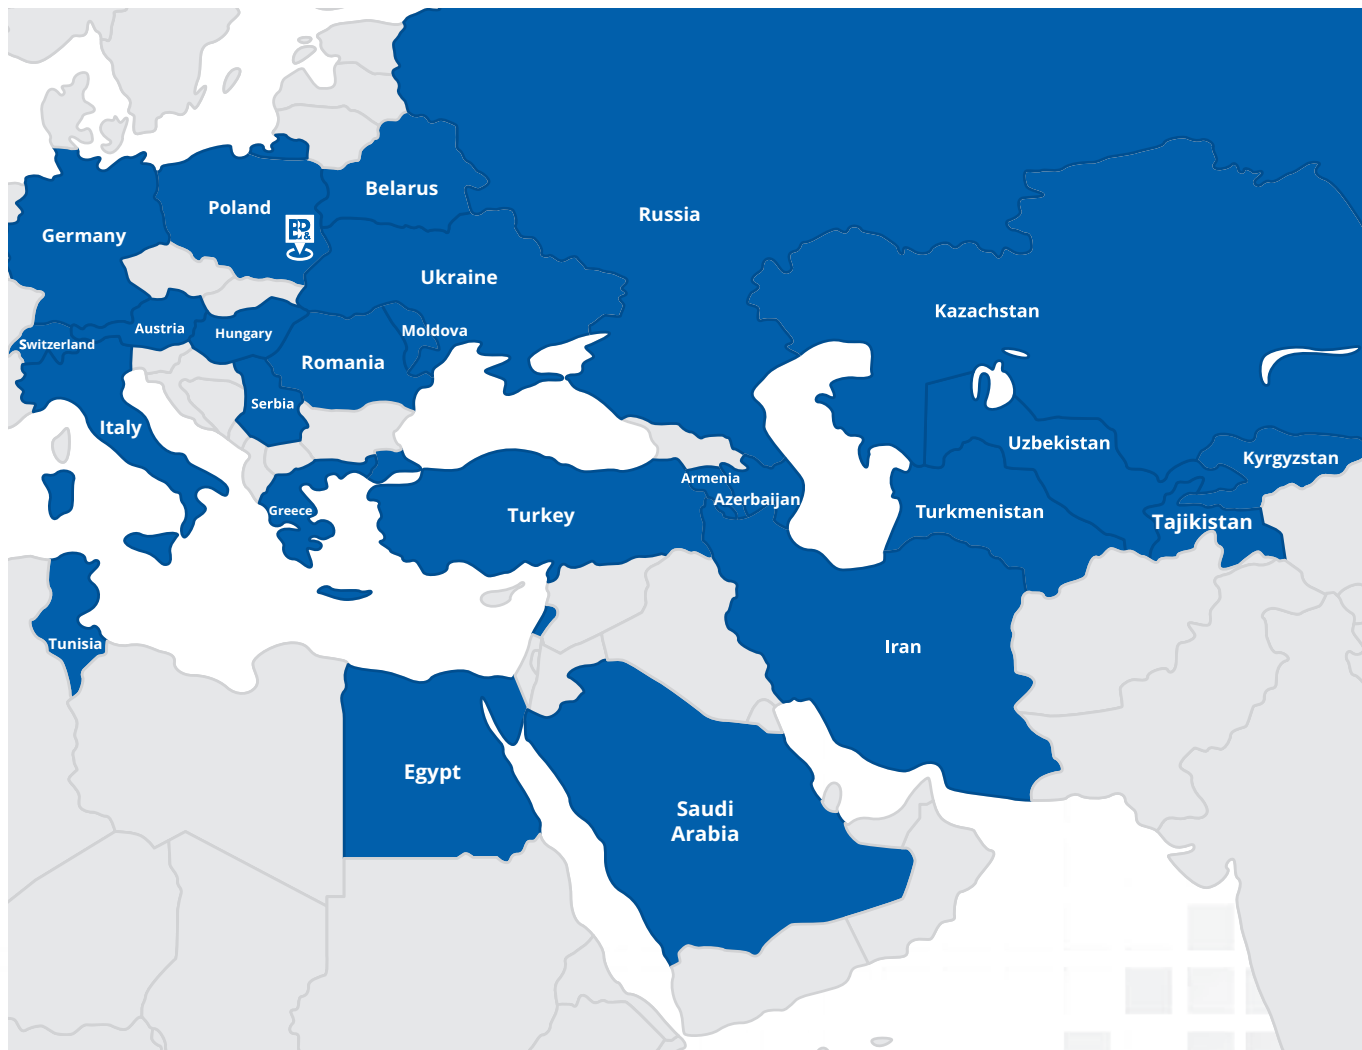 Belarus
Poland
Russia
Germany
Ukraine
Kazachstan
Austria
Moldova
Hungary
Switzerland
Romania
Serbia
Italy
Uzbekistan
Kyrgyzstan
Armenia
Azerbaijan
Greece
Turkey
Turkmenistan
Tajikistan
Tunisia
Iran
Egypt
Saudi
Arabia